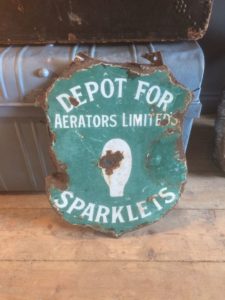 DEPOT FOR
AERATORS LIMITED'S
SPARKLETS